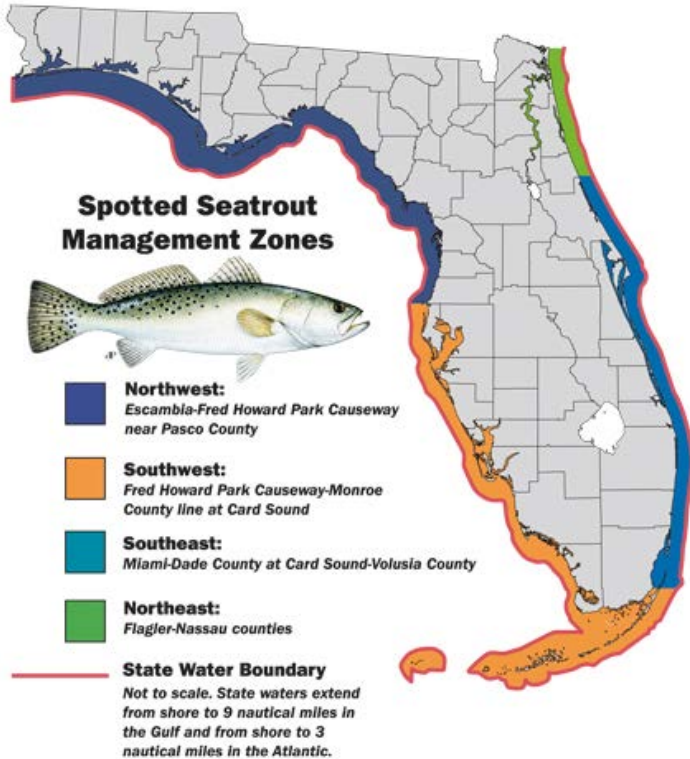 Spotted Seatrout
Management Zones
Northwest:
Escambia-Fred Howard Park Causeway
near Pasco County
Southwest:
Fred Howard Park Causeway-Monroe
County line at Card Sound
Southeast:
Miami-Dade County at Card Sound-Volusia County
Northeast:
Flagler-Nassau counties
State Water Boundary
Not to scale. State waters extend
from shore to 9 nautical miles in
the Gulf and from shore to 3
nautical miles in the Atlantic.